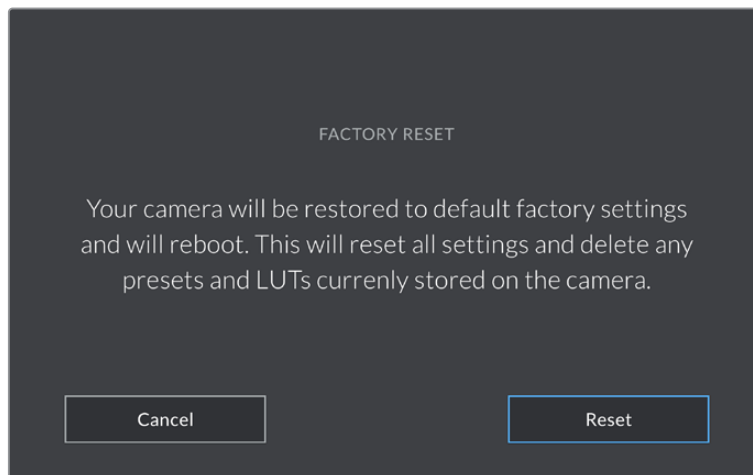 FACTORY RESET
Your camera will be restored to default factory settings
and will reboot. This will reset all settings and delete any
presets and LUTs currenly stored on the camera.
Cancel
Reset